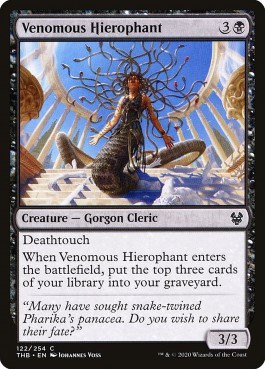 Venomous Hierophant 3
Creature — Gorgon Cleric
Deathtouch
When Venomous Hierophant enters
the battlefield, put the top three cards
of your library into your graveyard.
“Many have sought snake-twined
Pharika’s panacea. Do you wish to share
their fate?”
3/3
122/254 C
THB • EN Johannes Voss
™ & © 2020 Wizards of the Coast